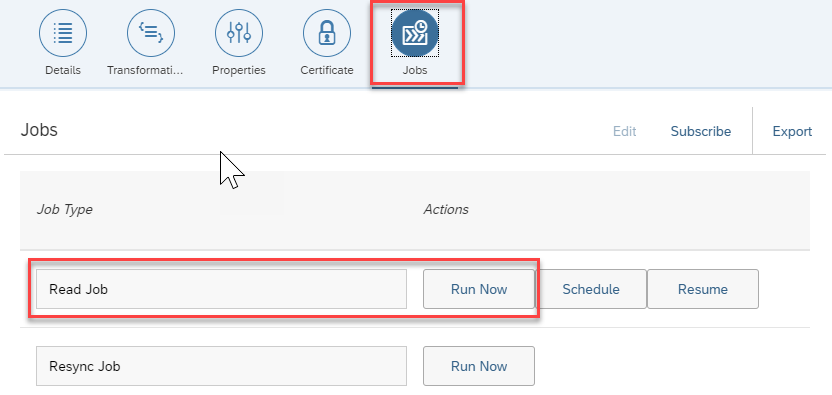 Details Transformati... Properties Certificate Jobs
Jobs Edit Subscribe Export
Job Type Actions
Read Job Run Now Schedule Resume
Resync Job Run Now